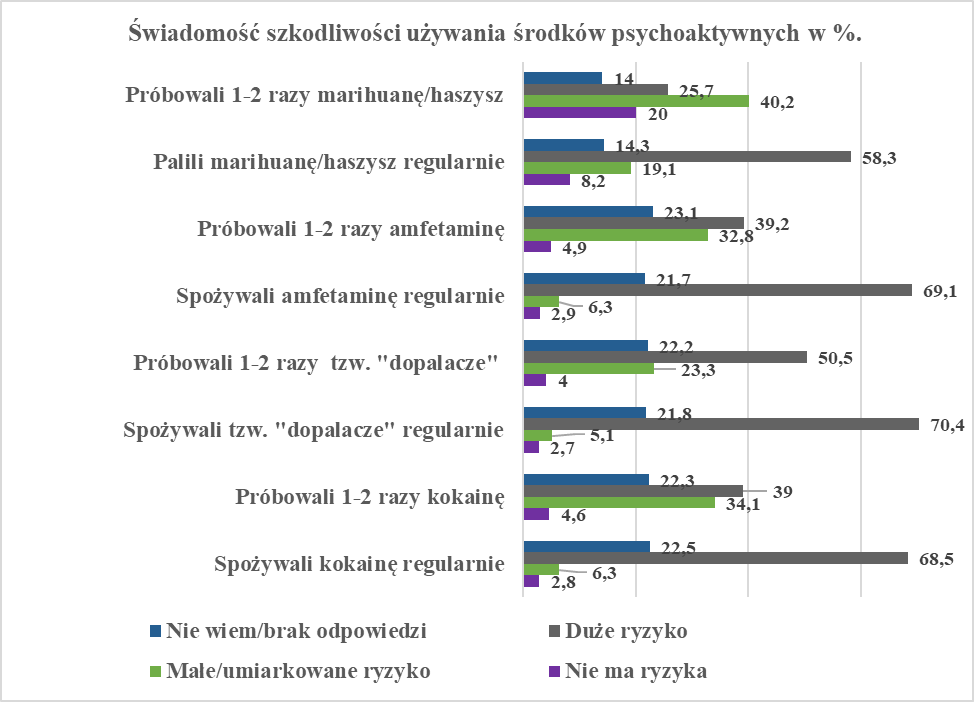 Świadomość szkodliwości używania środków psychoaktywnych w %.
Próbowali 1-2 razy marihuanę/haszysz
14
25,7
40,2
20
Palili marihuanę/haszysz regularnie
14,3
58,3
19,1
8,2
Próbowali 1-2 razy amfetaminę
23,1
39,2
32,8
4,9
Spożywali amfetaminę regularnie
21,7
69,1
6,3
2,9
Próbowali 1-2 razy tzw. "dopalacze"
22,2
50,5
23,3
4
Spożywali tzw. "dopalacze" regularnie
21,8
70,4
5,1
2,7
Próbowali 1-2 razy kokainę
22,3
39
34,1
4,6
Spożywali kokainę regularnie
22,5
68,5
6,3
2,8
Nie wiem/brak odpowiedzi
Duże ryzyko
Małe/umiarkowane ryzyko
Nie ma ryzyka